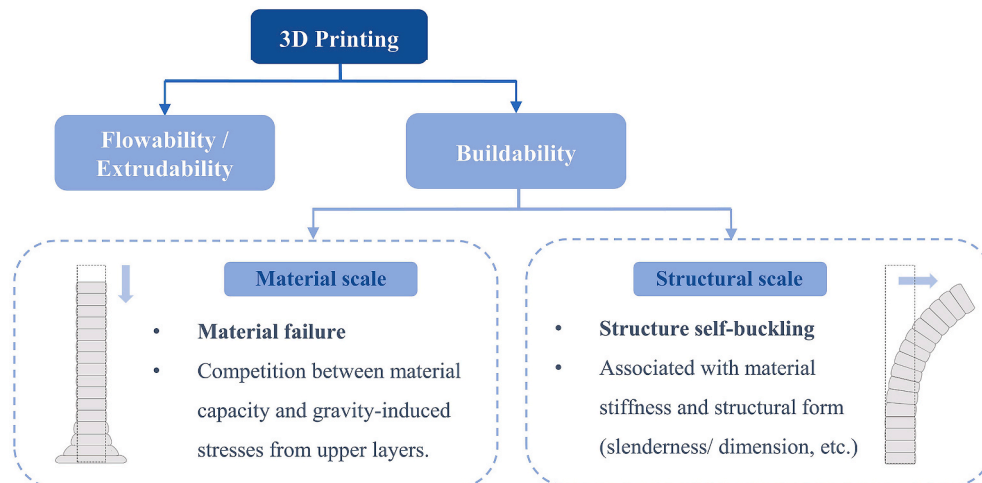 3D Printing
Flowability /
Extrudability
Buildability
Material scale
• Material failure
• Competition between material
capacity and gravity-induced
stresses from upper layers.
Structural scale
• Structure self-buckling
• Associated with material
stiffness and structural form
(slenderness/ dimension, etc.)